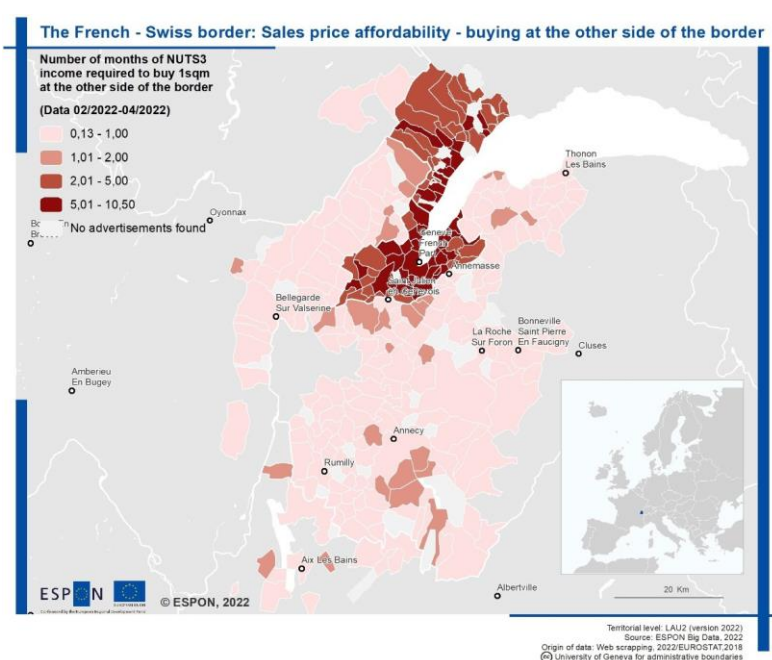 The French - Swiss border: Sales price affordability - buying at the other side of the border
Number of months of NUTS3
income required to buy 1sqm
at the other side of the border
(Data 02/2022-04/2022)
0,13 - 1,00
1,01 - 2,00
2,01 - 5,00
5,01 - 10,50
No advertisements found
Thonon
Les Bains
Oyonnax
Annemasse
Bellegarde
Sur Valserine
La Roche
Sur Foron
Bonneville
Saint Pierre
En Faucigny
Cluses
Amberieu
En Bugey
Annecy
Rumilly
Aix Les Bains
Albertville
20 Km
ESPON
© ESPON, 2022
Territorial level: LAU2 (version 2022)
Source: ESPON Big Data, 2022
Origin of data: Web scrapping, 2022/EUROSTAT,2018
University of Geneva for administrative boundaries